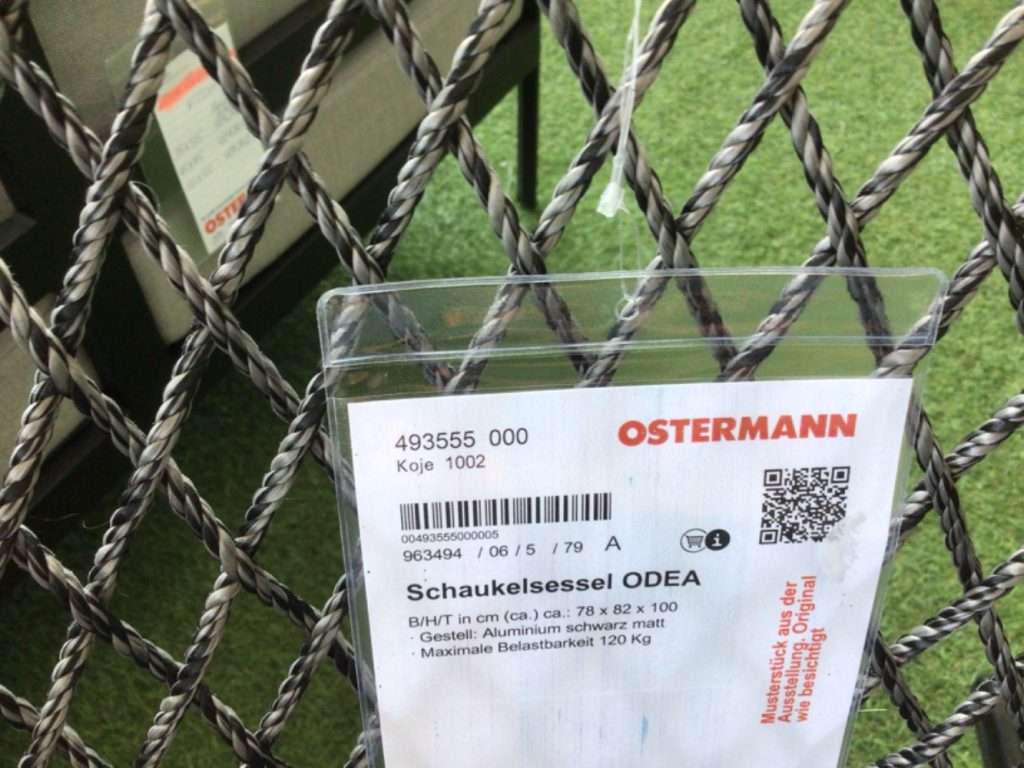 493555 000
OSTERMANN
Koje 1002
00493555000005
963494 / 06 / 5 / 79 A
Schaukelsessel ODEA
B/H/T in cm (ca.) ca.: 78 x 82 x 100
· Gestell: Aluminium schwarz matt
· Maximale Belastbarkeit 120 Kg
Musterstück aus der
Ausstellung. Original
wie besichtigt